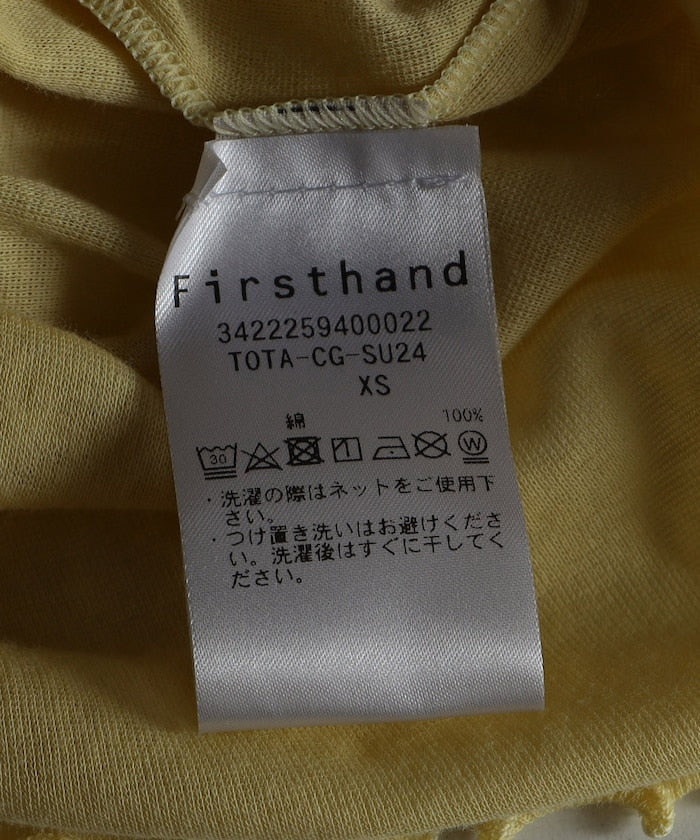 Firsthand
3422259400022
TOTA-CG-SU24
XS
綿 100%
30 W
・洗濯の際はネットをご使用下
さい。
・つけ置き洗いはお避けくださ
い。洗濯後はすぐに干してく
ださい。